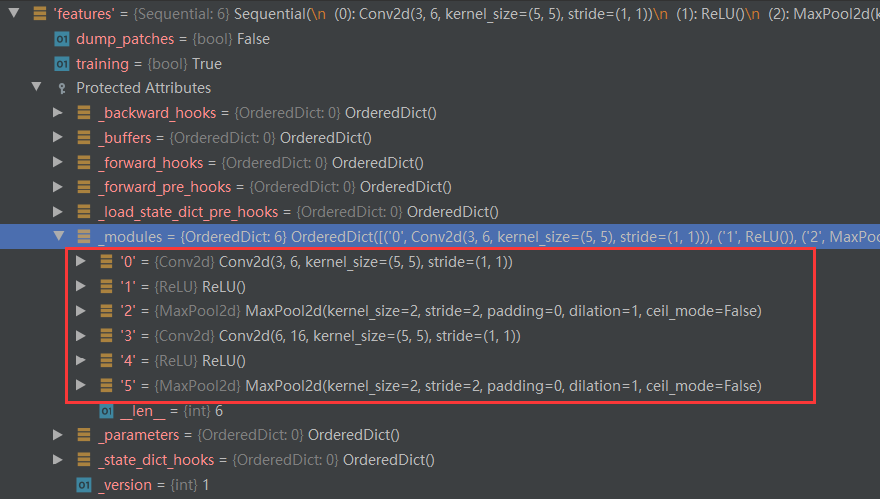 'features' = {Sequential: 6} Sequential(\n  (0): Conv2d(3, 6, kernel_size=(5, 5), stride=(1, 1))\n  (1): ReLU()\n  (2): MaxPool2d(k
01 dump_patches = {bool} False
01 training = {bool} True
Protected Attributes
_backward_hooks = {OrderedDict: 0} OrderedDict()
_buffers = {OrderedDict: 0} OrderedDict()
_forward_hooks = {OrderedDict: 0} OrderedDict()
_forward_pre_hooks = {OrderedDict: 0} OrderedDict()
_load_state_dict_pre_hooks = {OrderedDict: 0} OrderedDict()
_modules = {OrderedDict: 6} OrderedDict([('0', Conv2d(3, 6, kernel_size=(5, 5), stride=(1, 1))), ('1', ReLU()), ('2', MaxPo
'0' = {Conv2d} Conv2d(3, 6, kernel_size=(5, 5), stride=(1, 1))
'1' = {ReLU} ReLU()
'2' = {MaxPool2d} MaxPool2d(kernel_size=2, stride=2, padding=0, dilation=1, ceil_mode=False)
'3' = {Conv2d} Conv2d(6, 16, kernel_size=(5, 5), stride=(1, 1))
'4' = {ReLU} ReLU()
'5' = {MaxPool2d} MaxPool2d(kernel_size=2, stride=2, padding=0, dilation=1, ceil_mode=False)
01 __len__ = {int} 6
_parameters = {OrderedDict: 0} OrderedDict()
_state_dict_hooks = {OrderedDict: 0} OrderedDict()
01 _version = {int} 1